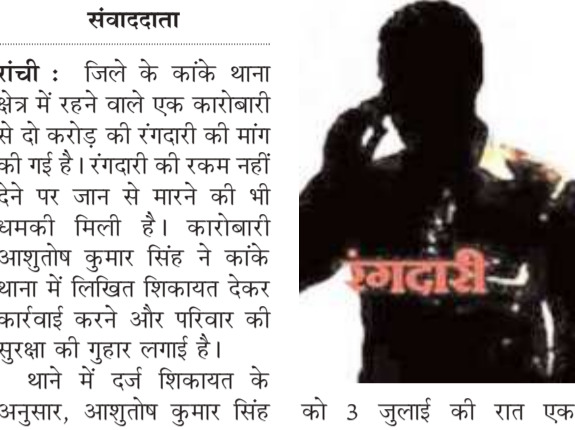 संवाददाता
रांची : जिले के कांके थाना
क्षेत्र में रहने वाले एक कारोबारी
से दो करोड़ की रंगदारी की मांग
की गई है। रंगदारी की रकम नहीं
देने पर जान से मारने की भी
धमकी मिली है। कारोबारी
आशुतोष कुमार सिंह ने कांके
थाना में लिखित शिकायत देकर
कार्रवाई करने और परिवार की
सुरक्षा की गुहार लगाई है।
थाने में दर्ज शिकायत के
अनुसार, आशुतोष कुमार सिंह
रंगदारी
को 3 जुलाई की रात एक